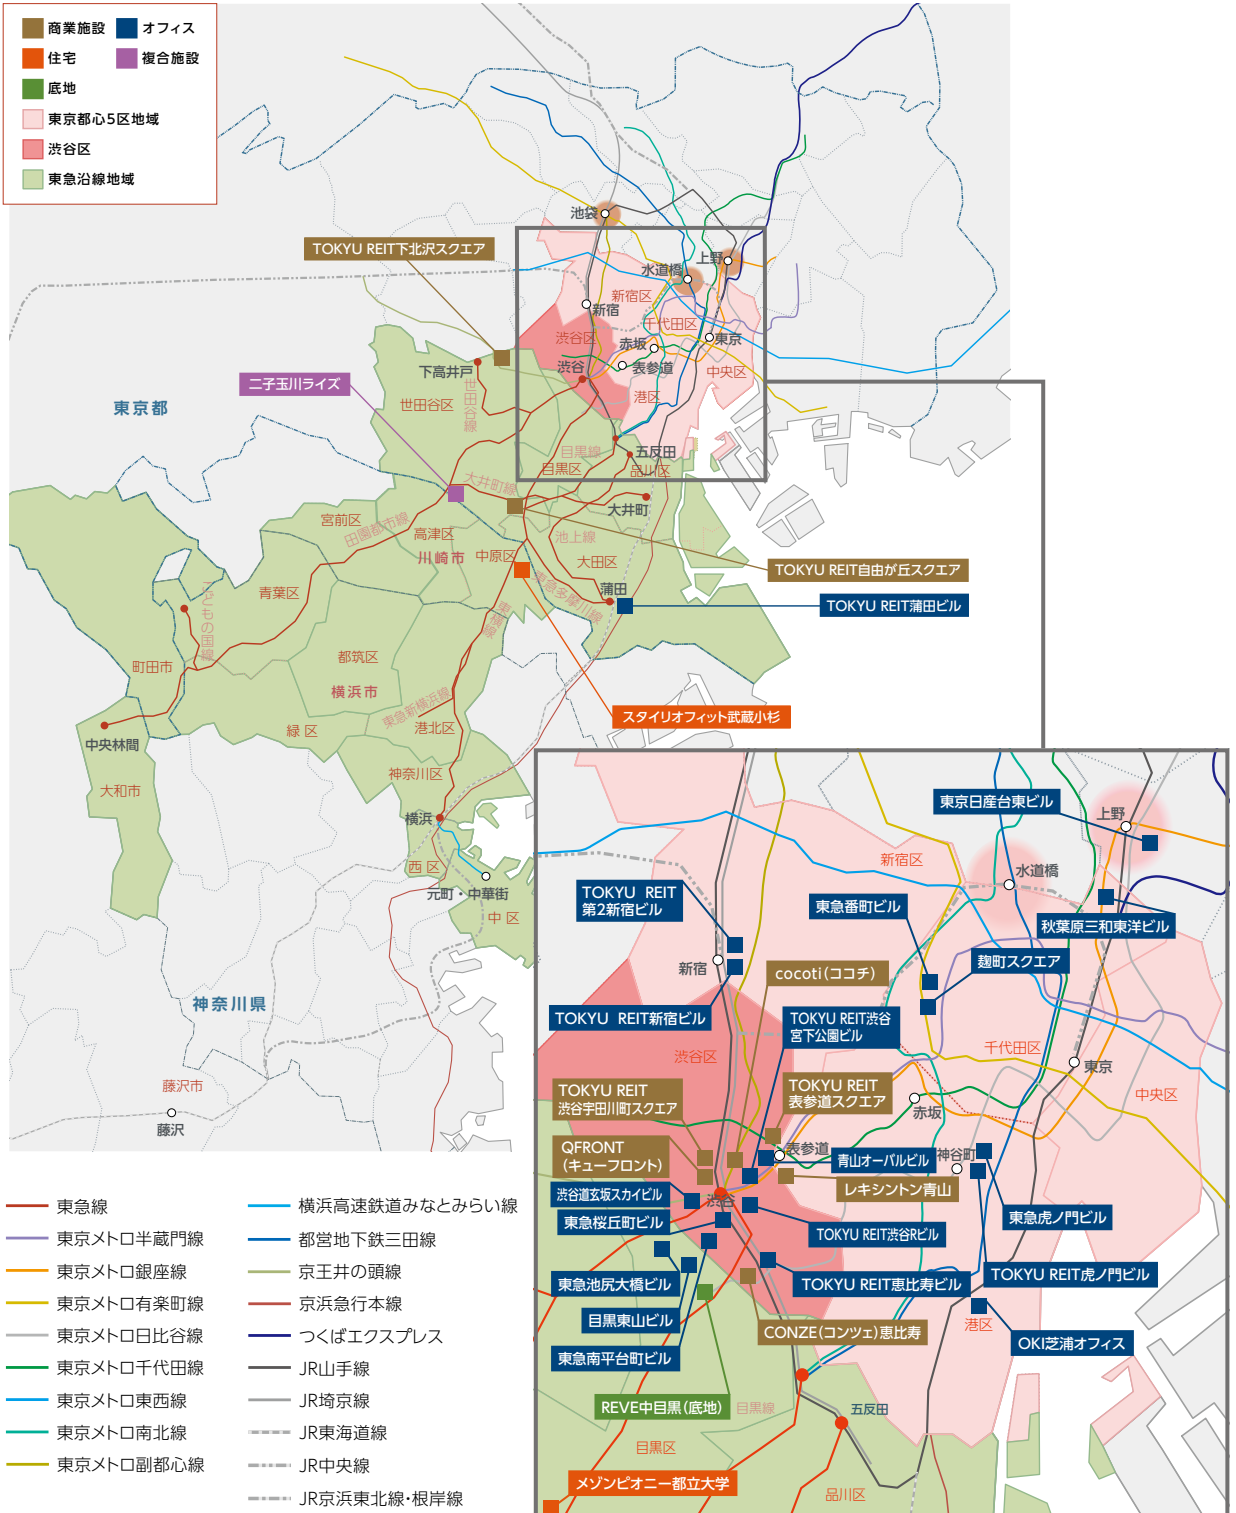 商業施設
オフィス
住宅
複合施設
底地
東京都心5区地域
渋谷区
東急沿線地域
池袋
TOKYU REIT下北沢スクエア
上野
水道橋
新宿区
新宿
千代田区
渋谷区
赤坂
東京
表参道
渋谷
中央区
港区
下高井戸
二子玉川ライズ
世田谷線
世田谷区
東京都
目黒線
五反田
目黒区
品川区
大井町線
大井町
宮前区
田園都市線
高津区
川崎市
中原区
池上線
大田区
TOKYU REIT自由が丘スクエア
青葉区
こどもの国線
東急多摩川線
蒲田
TOKYU REIT蒲田ビル
東横線
都筑区
町田市
横浜市
東急新横浜線
スタイリオフィット武蔵小杉
緑区
港北区
中央林間
神奈川区
大和市
横浜
西区
元町・中華街
中区
神奈川県
藤沢市
藤沢
東京日産台東ビル
上野
新宿区
水道橋
TOKYU REIT
第2新宿ビル
東急番町ビル
秋葉原三和東洋ビル
新宿
麹町スクエア
cocoti(ココチ)
TOKYU REIT新宿ビル
TOKYU REIT渋谷
宮下公園ビル
渋谷区
千代田区
東京
TOKYU REIT
渋谷宇田川町スクエア
TOKYU REIT
表参道スクエア
中央区
赤坂
QFRONT
(キューフロント)
表参道
青山オーバルビル
神谷町
渋谷道玄坂スカイビル
渋谷
レキシントン青山
東急桜丘町ビル
TOKYU REIT渋谷Rビル
東急虎ノ門ビル
東急池尻大橋ビル
TOKYU REIT恵比寿ビル
TOKYU REIT虎ノ門ビル
目黒東山ビル
港区
CONZE(コンツェ)恵比寿
OKI芝浦オフィス
東急南平台町ビル
REVE中目黒(底地)
目黒線
五反田
目黒区
メゾンピオニー都立大学
品川区
東急線
東京メトロ半蔵門線
東京メトロ銀座線
東京メトロ有楽町線
東京メトロ日比谷線
東京メトロ千代田線
東京メトロ東西線
東京メトロ南北線
東京メトロ副都心線
横浜高速鉄道みなとみらい線
都営地下鉄三田線
京王井の頭線
京浜急行本線
つくばエクスプレス
JR山手線
JR埼京線
JR東海道線
JR中央線
JR京浜東北線・根岸線